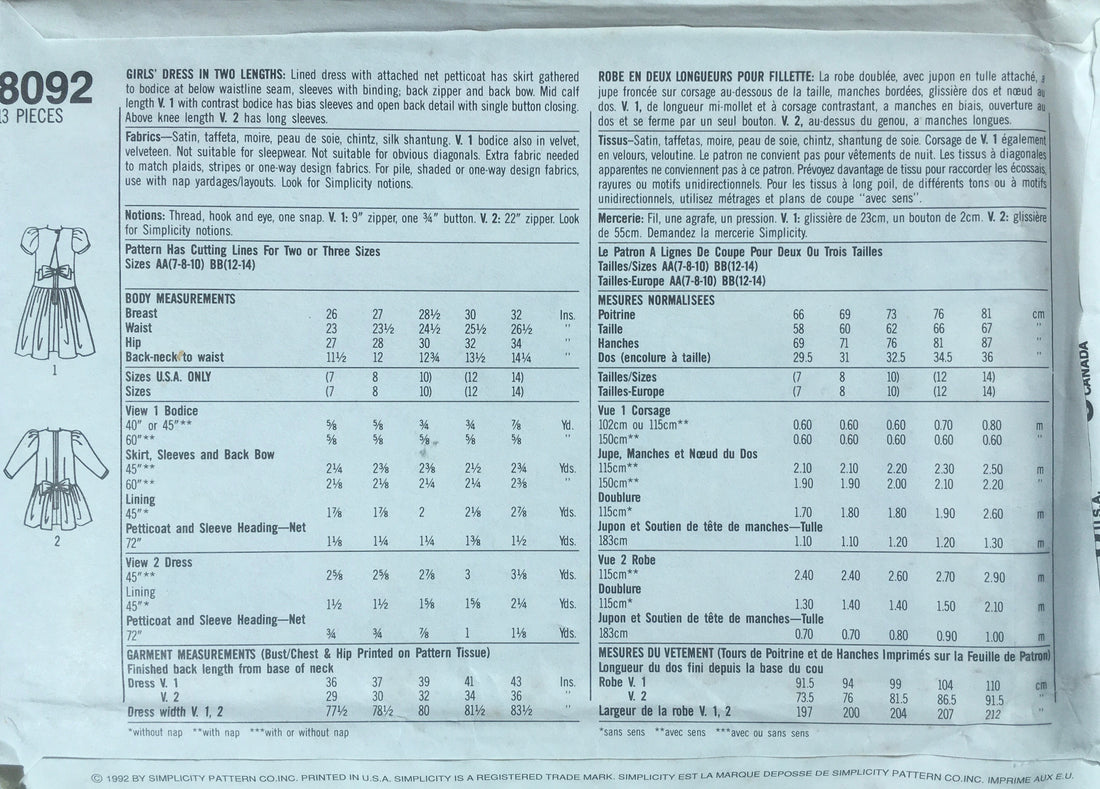 8092
13 PIECES
1
2
GIRLS' DRESS IN TWO LENGTHS: Lined dress with attached net petticoat has skirt gathered
to bodice at below waistline seam, sleeves with binding; back zipper and back bow. Mid calf
length V. 1 with contrast bodice has bias sleeves and open back detail with single button closing.
Above knee length V. 2 has long sleeves.
Fabrics—Satin, taffeta, moire, peau de soie, chintz, silk shantung. V. 1 bodice also in velvet,
velveteen. Not suitable for sleepwear. Not suitable for obvious diagonals. Extra fabric needed
to match plaids, stripes or one-way design fabrics. For pile, shaded or one-way design fabrics,
use with nap yardages/layouts. Look for Simplicity notions.
Notions: Thread, hook and eye, one snap. V. 1: 9" zipper, one ¾" button. V. 2: 22" zipper. Look
for Simplicity notions.
Pattern Has Cutting Lines For Two or Three Sizes
Sizes AA(7-8-10) BB(12-14)
BODY MEASUREMENTS
Breast 26 27 28½ 30 32 Ins.
Waist 23 23½ 24½ 25½ 26½ "
Hip 27 28 30 32 34 "
Back-neck to waist 11½ 12 12¾ 13½ 14¼ "
Sizes U.S.A. ONLY (7 8 10) (12 14)
Sizes (7 8 10) (12 14)
View 1 Bodice
40" or 45"** ⅝ ⅝ ¾ ¾ ⅞ Yd.
60"** ⅝ ⅝ ⅝ ⅝ ⅝ "
Skirt, Sleeves and Back Bow
45"** 2¼ 2⅜ 2⅜ 2½ 2¾ Yds.
60"** 2⅛ 2⅛ 2¼ 2¼ 2⅜ "
Lining
45"* 1⅞ 1⅞ 2 2⅛ 2⅞ Yds.
Petticoat and Sleeve Heading—Net
72" 1⅛ 1¼ 1¼ 1⅜ 1½ Yds.
View 2 Dress
45"** 2⅝ 2⅝ 2⅞ 3 3⅛ Yds.
Lining
45"* 1½ 1½ 1⅝ 1⅝ 2¼ Yds.
Petticoat and Sleeve Heading—Net
72" ¾ ¾ ⅞ 1 1⅛ Yds.
GARMENT MEASUREMENTS (Bust/Chest & Hip Printed on Pattern Tissue)
Finished back length from base of neck
Dress V. 1 36 37 39 41 43 Ins.
V. 2 29 30 32 34 36 "
Dress width V. 1, 2 77½ 78½ 80 81½ 83½ "
*without nap **with nap ***with or without nap
ROBE EN DEUX LONGUEURS POUR FILLETTE: La robe doublée, avec jupon en tulle attaché, a
jupe froncée sur corsage au-dessous de la taille, manches bordées, glissière dos et nœud au
dos. V. 1, de longueur mi-mollet et à corsage contrastant, a manches en biais, ouverture au
dos et se ferme par un seul bouton. V. 2, au-dessus du genou, a manches longues.
Tissus—Satin, taffetas, moire, peau de soie, chintz, shantung de soie. Corsage de V. 1 également
en velours, veloutine. Le patron ne convient pas pour vêtements de nuit. Les tissus à diagonales
apparentes ne conviennent pas à ce patron. Prévoyez davantage de tissu pour raccorder les écossais,
rayures ou motifs unidirectionnels. Pour les tissus à long poil, de différents tons ou à motifs
unidirectionnels, utilisez métrages et plans de coupe "avec sens".
Mercerie: Fil, une agrafe, un pression. V. 1: glissière de 23cm, un bouton de 2cm. V. 2: glissière
de 55cm. Demandez la mercerie Simplicity.
Le Patron A Lignes De Coupe Pour Deux Ou Trois Tailles
Tailles/Sizes AA(7-8-10) BB(12-14)
Tailles-Europe AA(7-8-10) BB(12-14)
MESURES NORMALISEES
Poitrine 66 69 73 76 81 cm
Taille 58 60 62 66 67 "
Hanches 69 71 76 81 87 "
Dos (encolure à taille) 29.5 31 32.5 34.5 36 "
Tailles/Sizes (7 8 10) (12 14)
Tailles-Europe (7 8 10) (12 14)
Vue 1 Corsage
102cm ou 115cm** 0.60 0.60 0.60 0.70 0.80 m
150cm** 0.60 0.60 0.60 0.60 0.60 "
Jupe, Manches et Nœud du Dos
115cm** 2.10 2.10 2.20 2.30 2.50 m
150cm** 1.90 1.90 2.00 2.10 2.20 "
Doublure
115cm* 1.70 1.80 1.80 1.90 2.60 m
Jupon et Soutien de tête de manches—Tulle
183cm 1.10 1.10 1.20 1.20 1.30 m
Vue 2 Robe
115cm** 2.40 2.40 2.60 2.70 2.90 m
Doublure
115cm* 1.30 1.40 1.40 1.50 2.10 m
Jupon et Soutien de tête de manches—Tulle
183cm 0.70 0.70 0.80 0.90 1.00 m
MESURES DU VETEMENT (Tours de Poitrine et de Hanches Imprimés sur la Feuille de Patron)
Longueur du dos fini depuis la base du cou
Robe V. 1 91.5 94 99 104 110 cm
V. 2 73.5 76 81.5 86.5 91.5 "
Largeur de la robe V. 1, 2 197 200 204 207 212 "
*sans sens **avec sens ***avec ou sans sens
CANADA
U.S.A.
© 1992 BY SIMPLICITY PATTERN CO.INC. PRINTED IN U.S.A. SIMPLICITY IS A REGISTERED TRADE MARK. SIMPLICITY EST LA MARQUE DEPOSSE DE SIMPLICITY PATTERN CO.INC. IMPRIME AUX E.U.